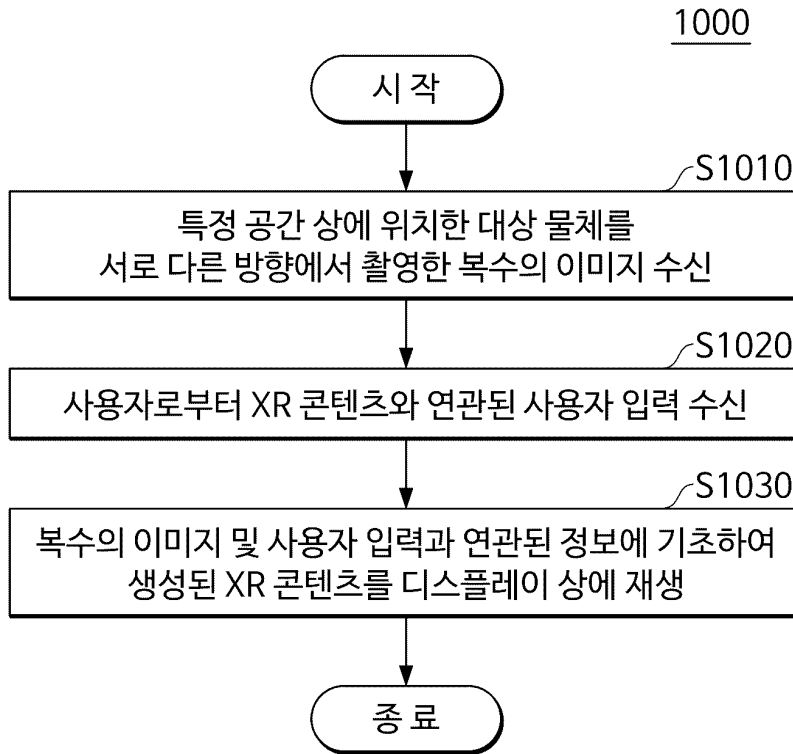 1000
시 작
S1010
특정 공간 상에 위치한 대상 물체를
서로 다른 방향에서 촬영한 복수의 이미지 수신
S1020
사용자로부터 XR 콘텐츠와 연관된 사용자 입력 수신
S1030
복수의 이미지 및 사용자 입력과 연관된 정보에 기초하여
생성된 XR 콘텐츠를 디스플레이 상에 재생
종 료